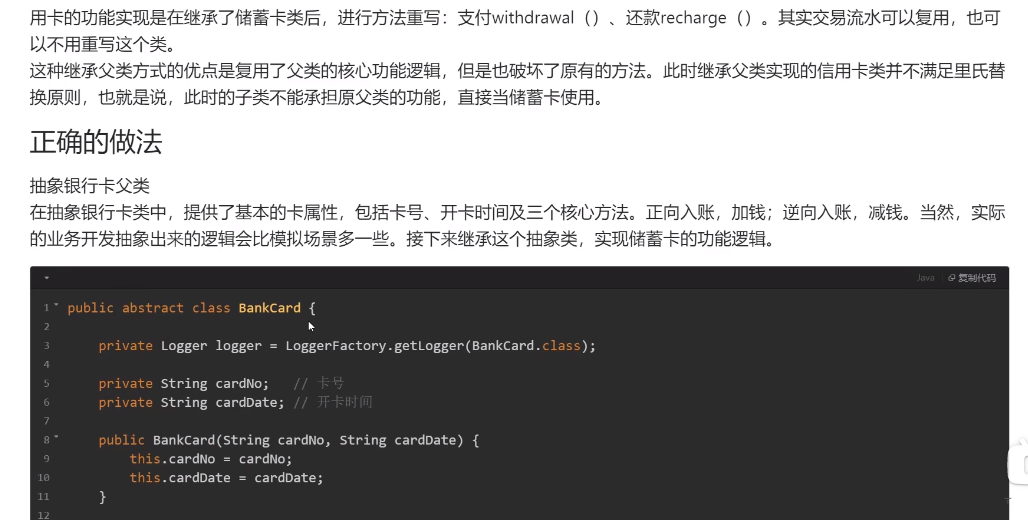 用卡的功能实现是在继承了储蓄卡类后，进行方法重写：支付withdrawal（）、还款recharge（）。其实交易流水可以复用，也可
以不用重写这个类。
这种继承父类方式的优点是复用了父类的核心功能逻辑，但是也破坏了原有的方法。此时继承父类实现的信用卡类并不满足里氏替
换原则，也就是说，此时的子类不能承担原父类的功能，直接当储蓄卡使用。
正确的做法
抽象银行卡父类
在抽象银行卡类中，提供了基本的卡属性，包括卡号、开卡时间及三个核心方法。正向入账，加钱；逆向入账，减钱。当然，实际
的业务开发抽象出来的逻辑会比模拟场景多一些。接下来继承这个抽象类，实现储蓄卡的功能逻辑。
Java 复制代码
1 public abstract class BankCard {
2
3 private Logger logger = LoggerFactory.getLogger(BankCard.class);
4
5 private String cardNo; // 卡号
6 private String cardDate; // 开卡时间
7
8 public BankCard(String cardNo, String cardDate) {
9 this.cardNo = cardNo;
10 this.cardDate = cardDate;
11 }
12